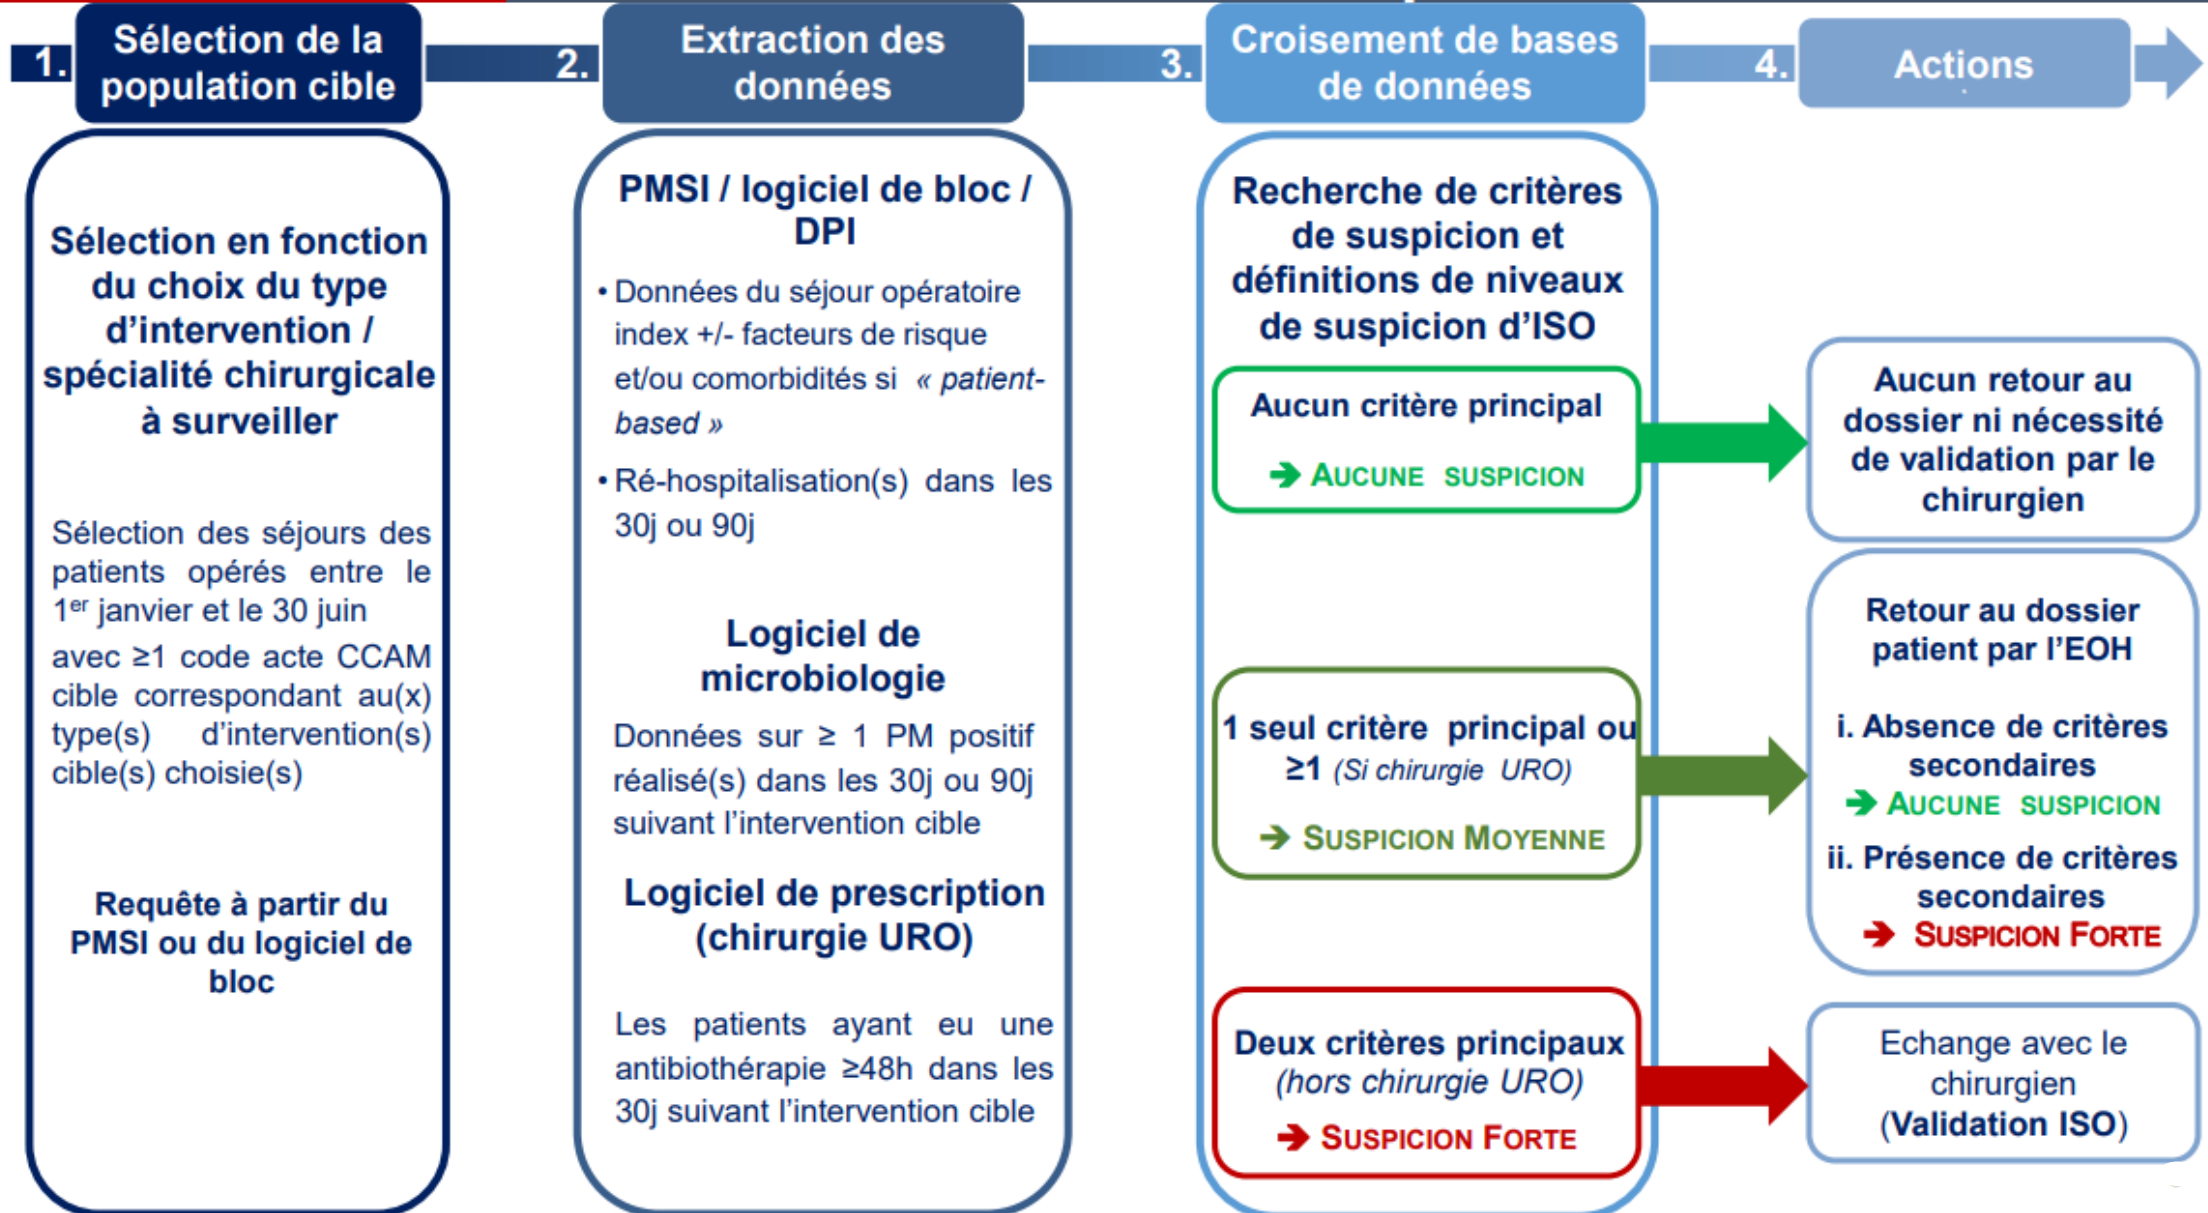 1.
Sélection de la
population cible
2.
Extraction des
données
3.
Croisement de bases
de données
4.
Actions
Sélection en fonction
du choix du type
d’intervention /
spécialité chirurgicale
à surveiller
Sélection des séjours des
patients opérés entre le
1er janvier et le 30 juin
avec ≥1 code acte CCAM
cible correspondant au(x)
type(s) d’intervention(s)
cible(s) choisie(s)
Requête à partir du
PMSI ou du logiciel de
bloc
PMSI / logiciel de bloc /
DPI
• Données du séjour opératoire
index +/- facteurs de risque
et/ou comorbidités si « patient-
based »
• Ré-hospitalisation(s) dans les
30j ou 90j
Logiciel de
microbiologie
Données sur ≥ 1 PM positif
réalisé(s) dans les 30j ou 90j
suivant l’intervention cible
Logiciel de prescription
(chirurgie URO)
Les patients ayant eu une
antibiothérapie ≥48h dans les
30j suivant l’intervention cible
Recherche de critères
de suspicion et
définitions de niveaux
de suspicion d’ISO
Aucun critère principal
➔ AUCUNE SUSPICION
1 seul critère principal ou
≥1 (Si chirurgie URO)
➔ SUSPICION MOYENNE
Deux critères principaux
(hors chirurgie URO)
➔ SUSPICION FORTE
Aucun retour au
dossier ni nécessité
de validation par le
chirurgien
Retour au dossier
patient par l’EOH
i. Absence de critères
secondaires
➔ AUCUNE SUSPICION
ii. Présence de critères
secondaires
➔ SUSPICION FORTE
Echange avec le
chirurgien
(Validation ISO)